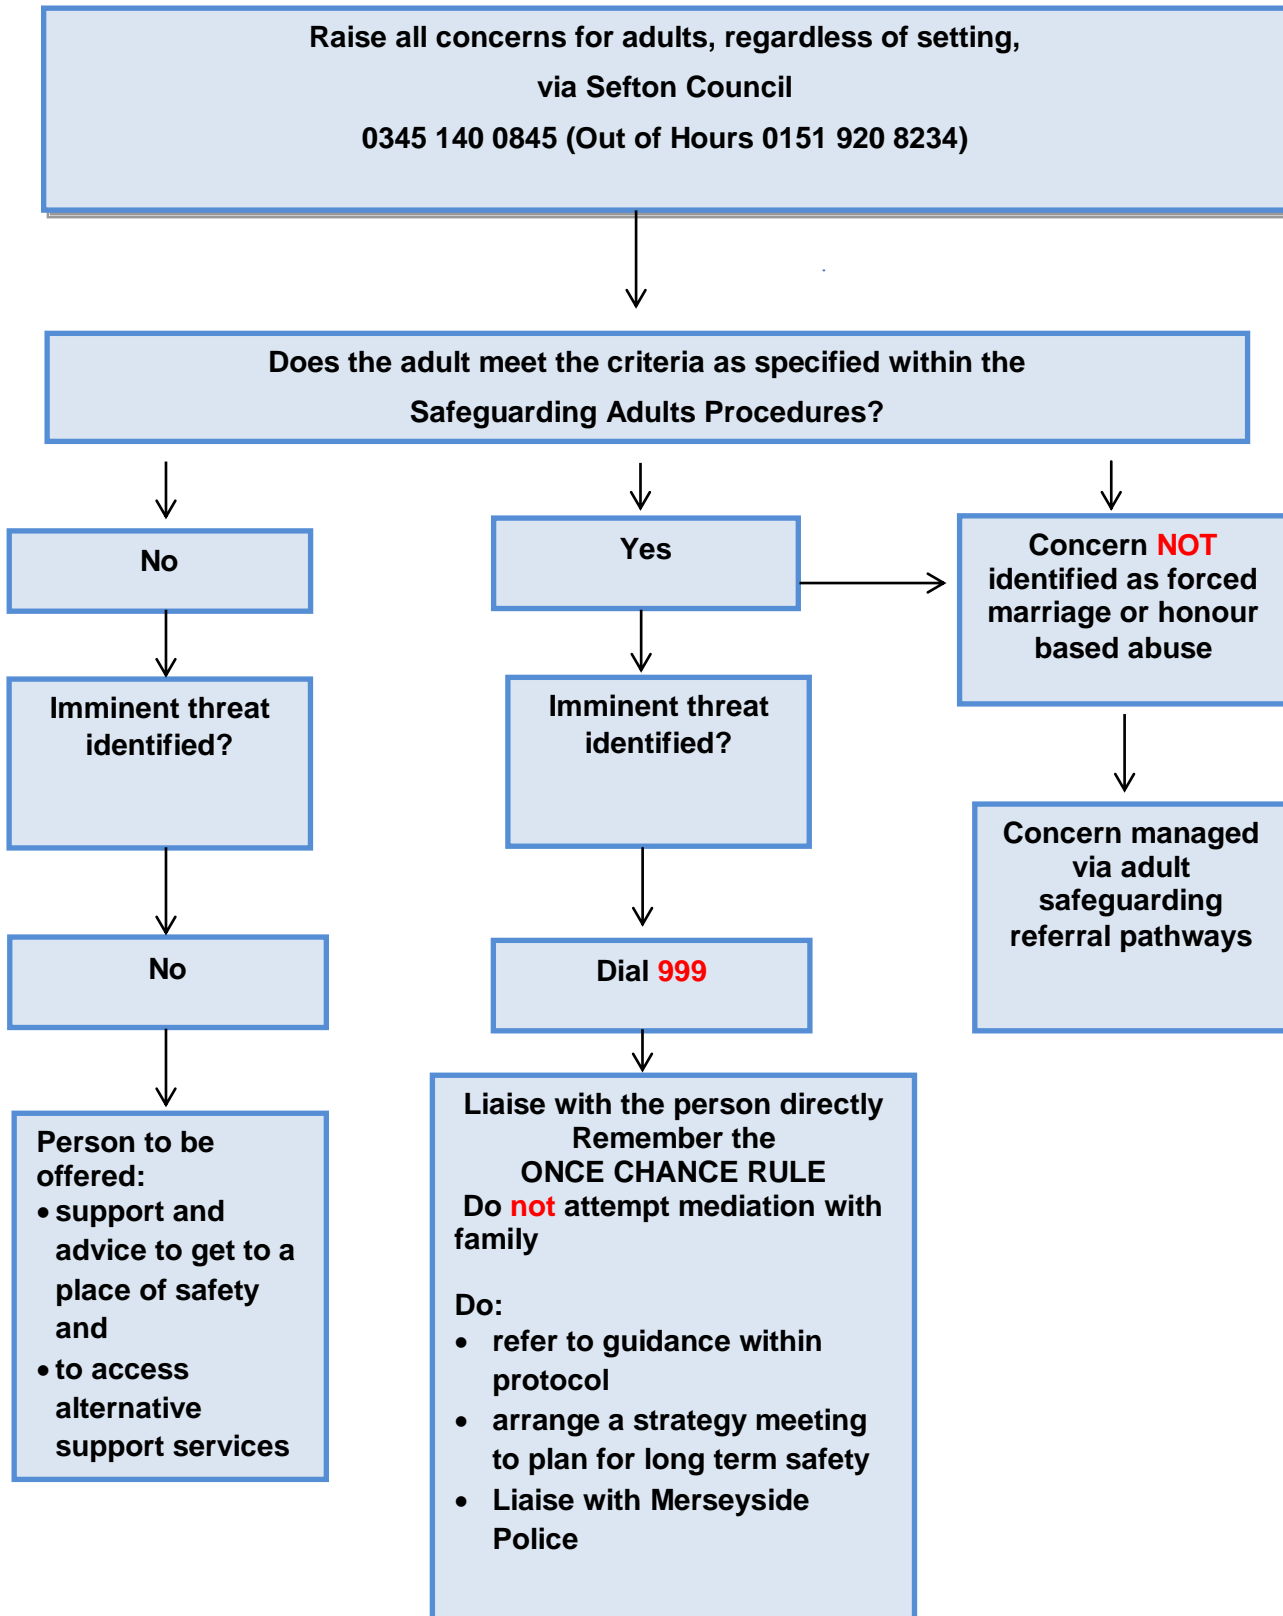 Raise all concerns for adults, regardless of setting,
via Sefton Council
0345 140 0845 (Out of Hours 0151 920 8234)
Does the adult meet the criteria as specified within the
Safeguarding Adults Procedures?
No
Imminent threat
identified?
No
Person to be
offered:
• support and
advice to get to a
place of safety
and
• to access
alternative
support services
Yes
Imminent threat
identified?
Dial 999
Liaise with the person directly
Remember the
ONCE CHANCE RULE
Do not attempt mediation with
family
Do:
• refer to guidance within
protocol
• arrange a strategy meeting
to plan for long term safety
• Liaise with Merseyside
Police
Concern NOT
identified as forced
marriage or honour
based abuse
Concern managed
via adult
safeguarding
referral pathways